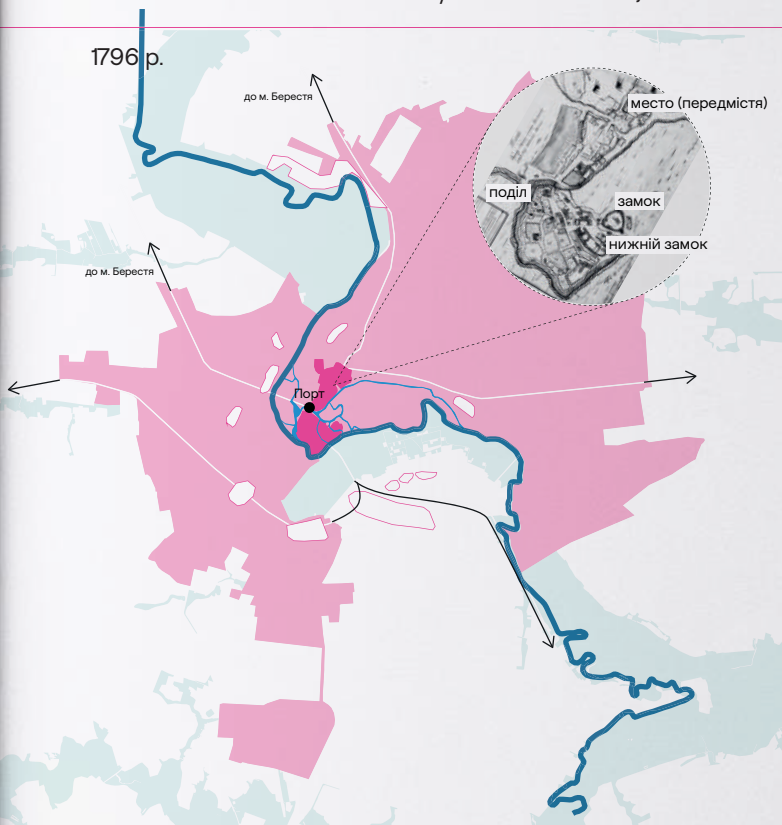 1796 р.
до м. Берестя
место (передмістя)
поділ
замок
нижній замок
до м. Берестя
Порт